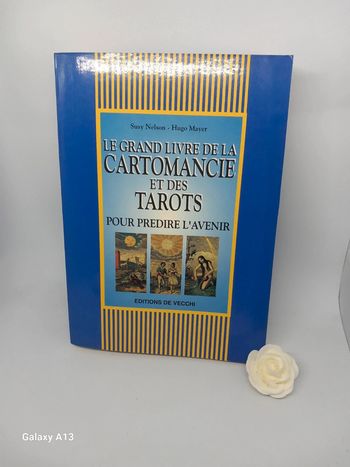 Susy Nelson - Hugo Mayer
LE GRAND LIVRE DE LA
CARTOMANCIE
ET DES
TAROTS
POUR PREDIRE L'AVENIR
EDITIONS DE VECCHI
Galaxy A13